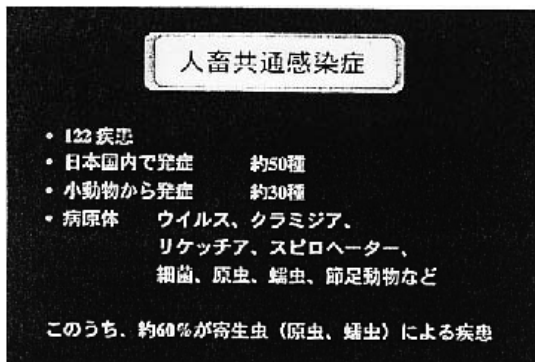 人畜共通感染症
• 122 疾患
• 日本国内で発症 約50種
• 小動物から発症 約30種
• 病原体 ウイルス、クラミジア、
リケッチア、スピロヘーター、
細菌、原虫、蠕虫、節足動物など
このうち、約60%が寄生虫（原虫、蠕虫）による疾患